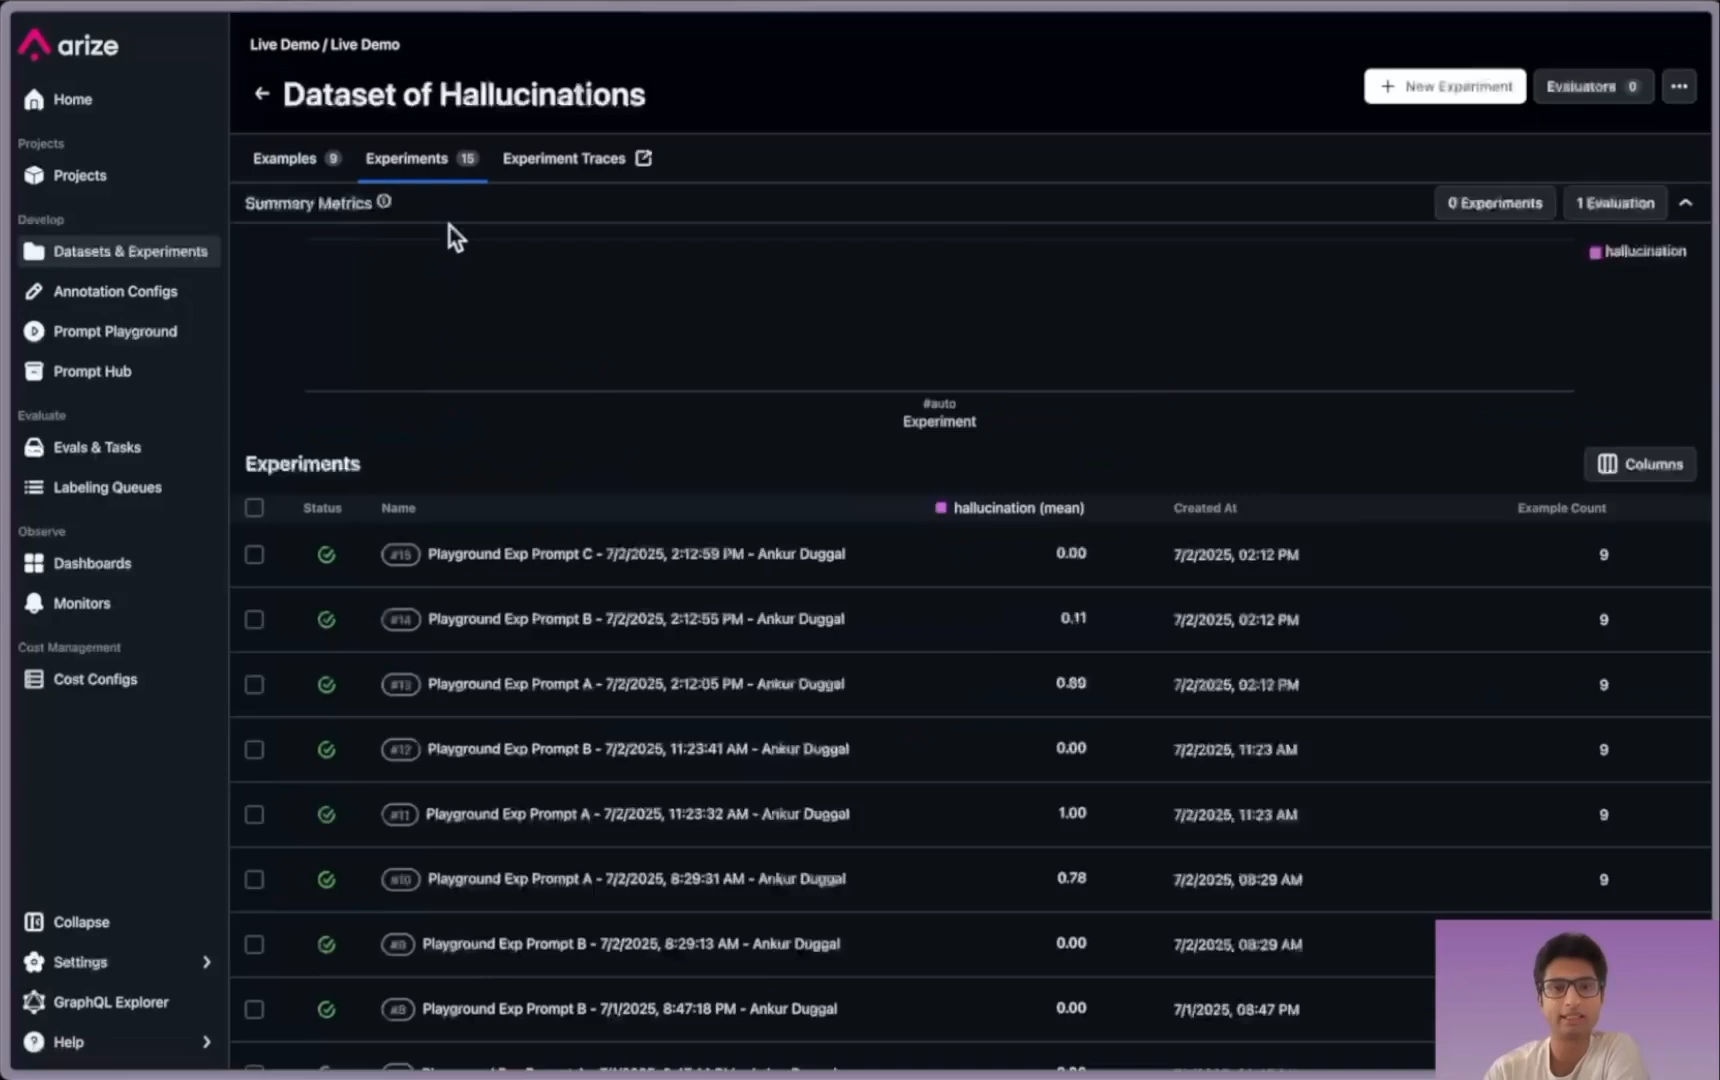 arize
Home
Projects
Projects
Develop
Datasets & Experiments
Annotation Configs
Prompt Playground
Prompt Hub
Evaluate
Evals & Tasks
Labeling Queues
Observe
Dashboards
Monitors
Cost Management
Cost Configs
Collapse
Settings
GraphQL Explorer
Help
Live Demo / Live Demo
Dataset of Hallucinations
New Experiment
Evaluators 0
Examples 9 Experiments 15 Experiment Traces
Summary Metrics
0 Experiments 1 Evaluation
hallucination
#auto
Experiment
Experiments
Columns
Status Name hallucination (mean) Created At Example Count
#15 Playground Exp Prompt C - 7/2/2025, 2:12:59 PM - Ankur Duggal 0.00 7/2/2025, 02:12 PM 9
#14 Playground Exp Prompt B - 7/2/2025, 2:12:55 PM - Ankur Duggal 0.11 7/2/2025, 02:12 PM 9
#13 Playground Exp Prompt A - 7/2/2025, 2:12:05 PM - Ankur Duggal 0.89 7/2/2025, 02:12 PM 9
#12 Playground Exp Prompt B - 7/2/2025, 11:23:41 AM - Ankur Duggal 0.00 7/2/2025, 11:23 AM 9
#11 Playground Exp Prompt A - 7/2/2025, 11:23:32 AM - Ankur Duggal 1.00 7/2/2025, 11:23 AM 9
#10 Playground Exp Prompt A - 7/2/2025, 8:29:31 AM - Ankur Duggal 0.78 7/2/2025, 08:29 AM 9
Playground Exp Prompt B - 7/2/2025, 8:29:13 AM - Ankur Duggal 0.00 7/2/2025, 08:29 AM
Playground Exp Prompt B - 7/1/2025, 8:47:18 PM - Ankur Duggal 0.00 7/1/2025, 08:47 PM